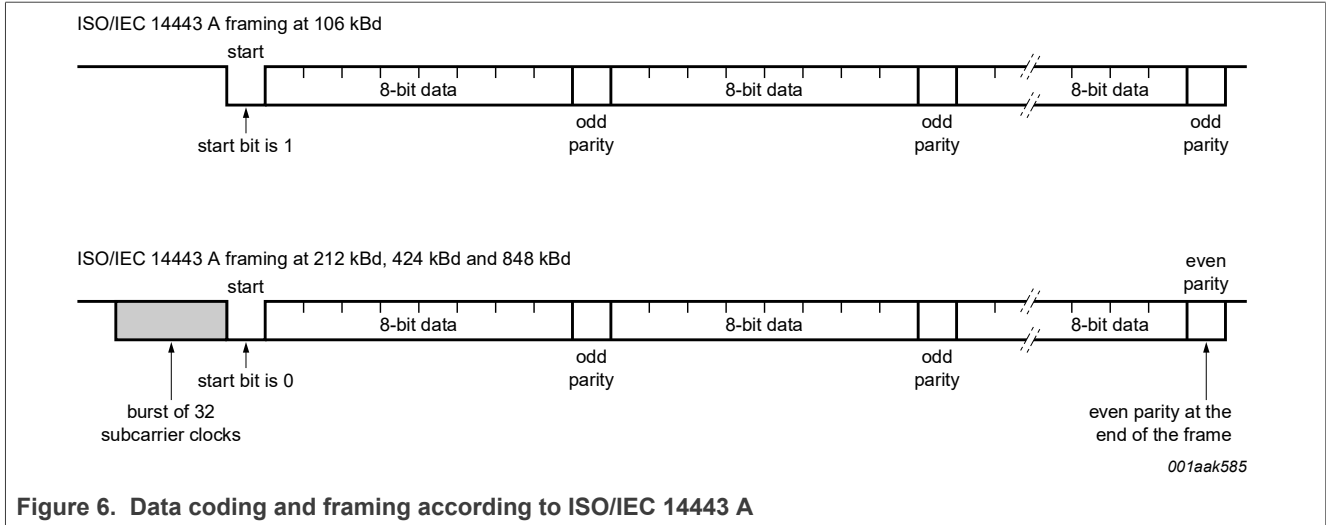 ISO/IEC 14443 A framing at 106 kBd
start
8-bit data
8-bit data
8-bit data
odd
parity
odd
parity
odd
parity
start bit is 1
ISO/IEC 14443 A framing at 212 kBd, 424 kBd and 848 kBd
even
parity
start
8-bit data
8-bit data
8-bit data
odd
parity
odd
parity
start bit is 0
burst of 32
subcarrier clocks
even parity at the
end of the frame
001aak585
Figure 6. Data coding and framing according to ISO/IEC 14443 A